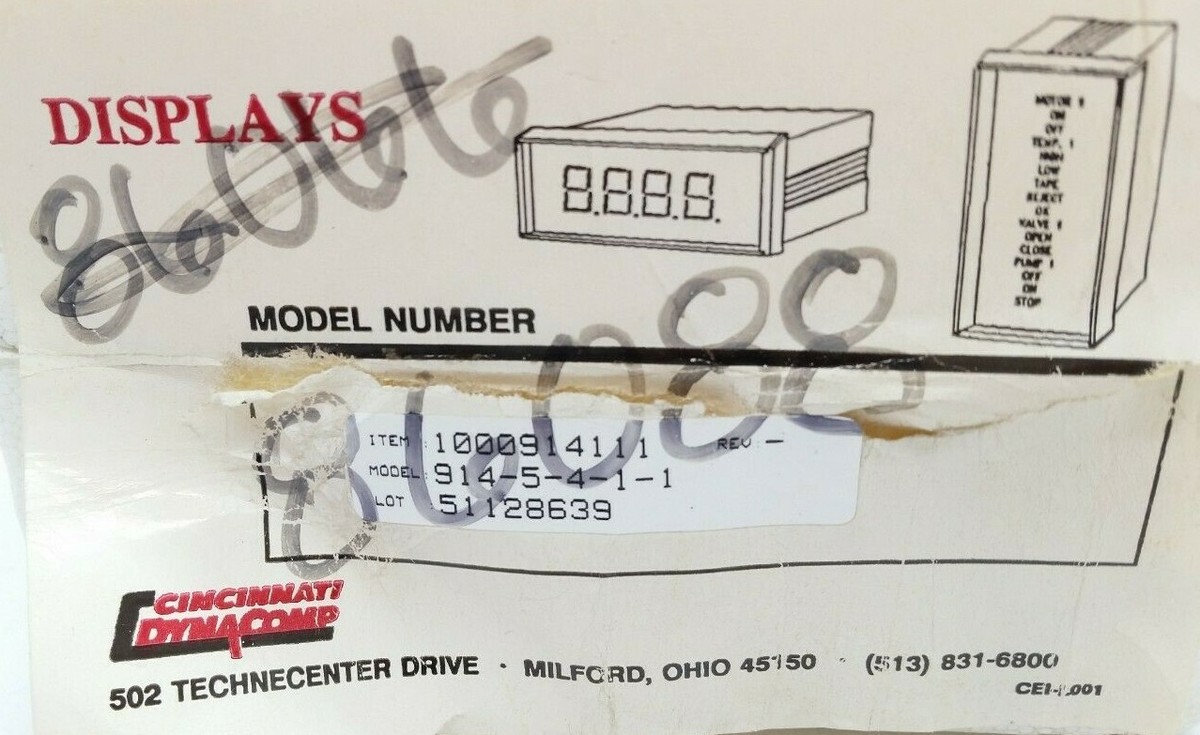 DISPLAYS
8.8.8.8.
MOTOR 1
ON
OFF
TEMP. 1
HIGH
LOW
TAPE
REJECT
OK
VALVE 1
OPEN
CLOSE
PUMP 1
OFF
ON
STOP
MODEL NUMBER
86088
ITEM : 1000914111 REV : -
MODEL: 914-5-4-1-1
LOT : 51128639
CINCINNATI
DYNACOMP
502 TECHNECENTER DRIVE · MILFORD, OHIO 45150 · (513) 831-6800